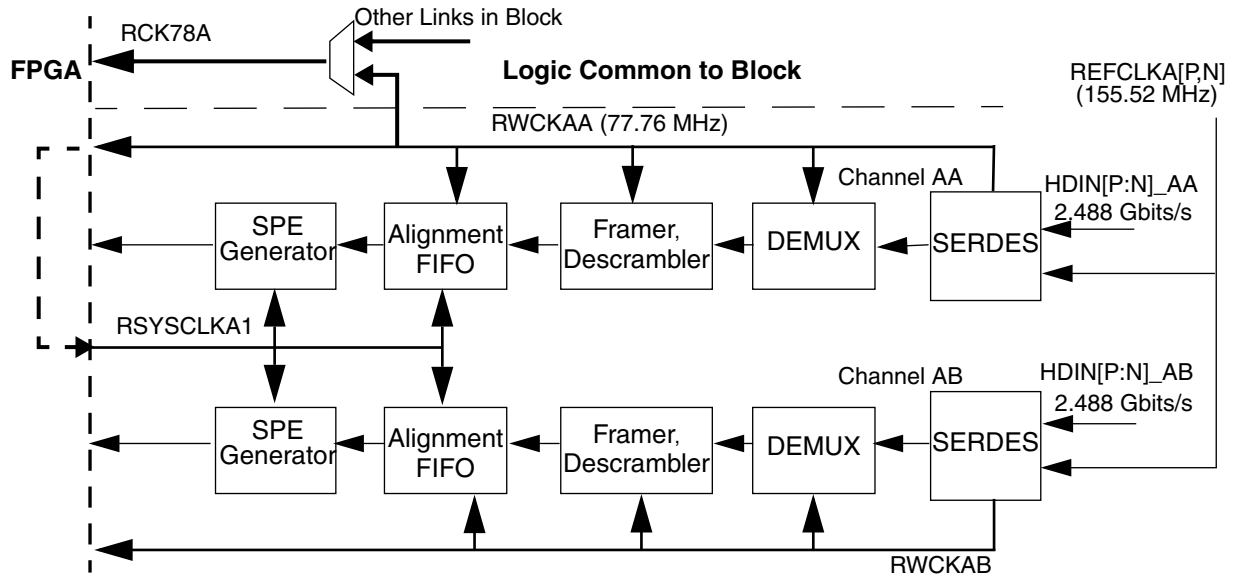 Other Links in Block
RCK78A
FPGA
Logic Common to Block
REFCLKA[P,N]
(155.52 MHz)
RWCKAA (77.76 MHz)
Channel AA
HDIN[P:N]_AA
2.488 Gbits/s
SPE
Generator
Alignment
FIFO
Framer,
Descrambler
DEMUX
SERDES
RSYSCLKA1
Channel AB
HDIN[P:N]_AB
2.488 Gbits/s
SPE
Generator
Alignment
FIFO
Framer,
Descrambler
DEMUX
SERDES
RWCKAB